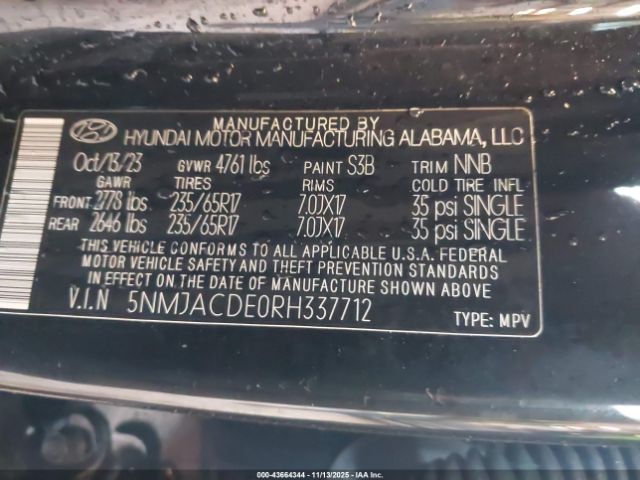 MANUFACTURED BY
HYUNDAI MOTOR MANUFACTURING ALABAMA, LLC
Oct/13/23 GVWR 4761 lbs PAINT S3B TRIM NNB
GAWR TIRES RIMS COLD TIRE INFL
FRONT 2778 lbs 235/65R17 7.0JX17 35 psi SINGLE
REAR 2646 lbs 235/65R17 7.0JX17 35 psi SINGLE
THIS VEHICLE CONFORMS TO ALL APPLICABLE U.S.A. FEDERAL
MOTOR VEHICLE SAFETY AND THEFT PREVENTION STANDARDS
IN EFFECT ON THE DATE OF MANUFACTURE SHOWN ABOVE.
V.I.N 5NMJACDE0RH337712
TYPE: MPV
000-43664344 - 11/13/2025 - IAA Inc.